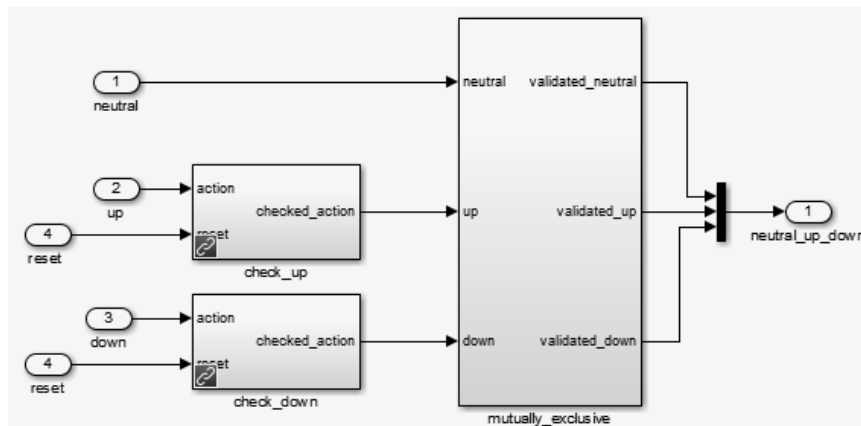 1
neutral
neutral
validated_neutral
2
up
action
checked_action
up
validated_up
1
neutral_up_down
4
reset
reset
check_up
3
down
action
checked_action
down
validated_down
4
reset
reset
check_down
mutually_exclusive